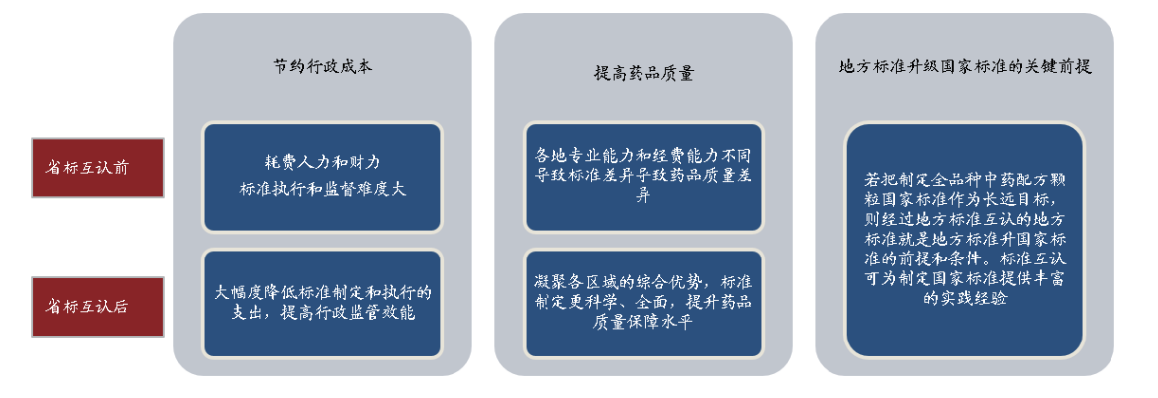 节约行政成本
提高药品质量
地方标准升级国家标准的关键前提
省标互认前
耗费人力和财力
标准执行和监督难度大
各地专业能力和经费能力不同
导致标准差异导致药品质量差
异
若把制定全品种中药配方颗
粒国家标准作为长远目标，
则经过地方标准互认的地方
标准就是地方标准升国家标
准的前提和条件。标准互认
可为制定国家标准提供丰富
的实践经验
省标互认后
大幅度降低标准制定和执行的
支出，提高行政监管效能
凝聚各区域的综合优势，标准
制定更科学、全面，提升药品
质量保障水平